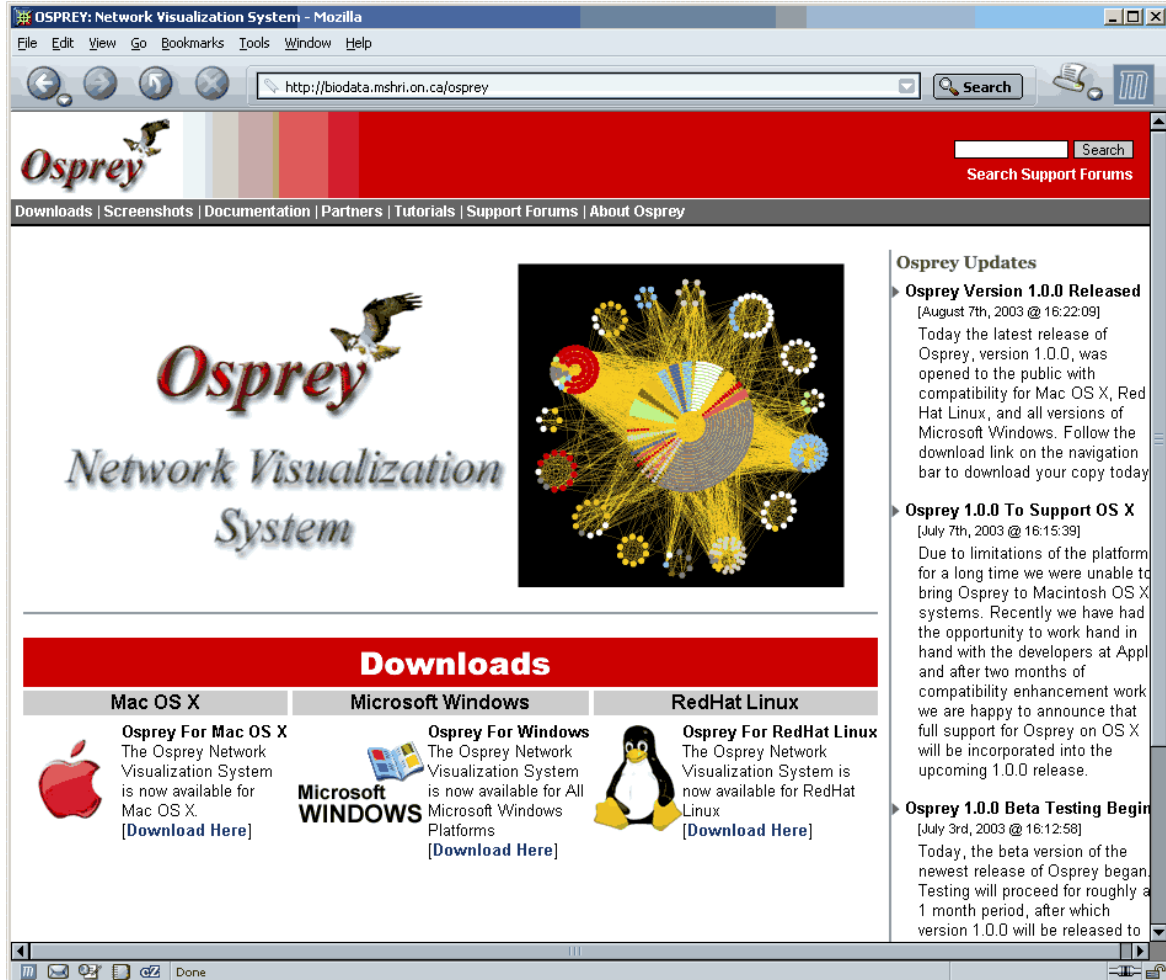 OSPREY: Network Visualization System - Mozilla
File Edit View Go Bookmarks Tools Window Help
http://biodata.mshri.on.ca/osprey
Search
Osprey
Search
Search Support Forums
Downloads | Screenshots | Documentation | Partners | Tutorials | Support Forums | About Osprey
Osprey
Network Visualization
System
Downloads
Mac OS X
Osprey For Mac OS X
The Osprey Network
Visualization System
is now available for
Mac OS X.
[Download Here]
Microsoft Windows
Microsoft
WINDOWS
Osprey For Windows
The Osprey Network
Visualization System
is now available for All
Microsoft Windows
Platforms
[Download Here]
RedHat Linux
Osprey For RedHat Linux
The Osprey Network
Visualization System is
now available for RedHat
Linux
[Download Here]
Osprey Updates
Osprey Version 1.0.0 Released
[August 7th, 2003 @ 16:22:09]
Today the latest release of
Osprey, version 1.0.0, was
opened to the public with
compatibility for Mac OS X, Red
Hat Linux, and all versions of
Microsoft Windows. Follow the
download link on the navigation
bar to download your copy today
Osprey 1.0.0 To Support OS X
[July 7th, 2003 @ 16:15:39]
Due to limitations of the platform
for a long time we were unable to
bring Osprey to Macintosh OS X
systems. Recently we have had
the opportunity to work hand in
hand with the developers at Appl
and after two months of
compatibility enhancement work
we are happy to announce that
full support for Osprey on OS X
will be incorporated into the
upcoming 1.0.0 release.
Osprey 1.0.0 Beta Testing Begin
[July 3rd, 2003 @ 16:12:58]
Today, the beta version of the
newest release of Osprey began.
Testing will proceed for roughly a
1 month period, after which
version 1.0.0 will be released to
Done